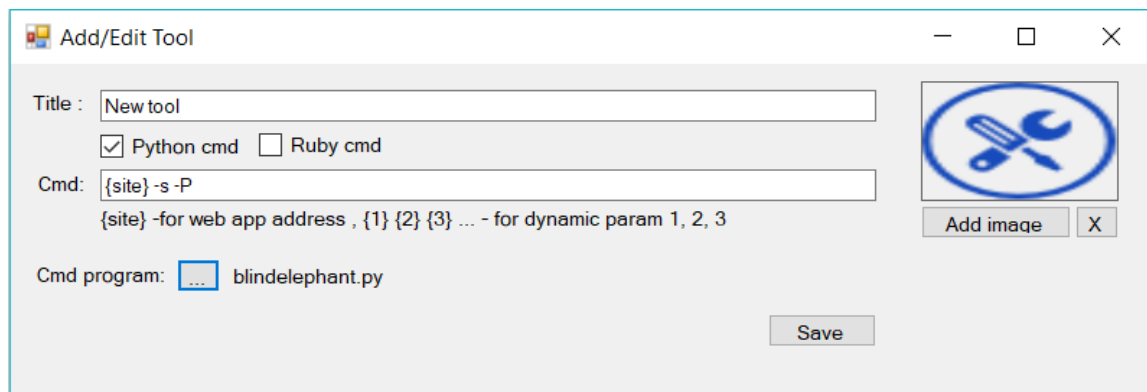 Add/Edit Tool
Title : New tool
Python cmd Ruby cmd
Cmd: {site} -s -P
{site} -for web app address , {1} {2} {3} ... - for dynamic param 1, 2, 3
Add image X
Cmd program: ... blindelephant.py
Save